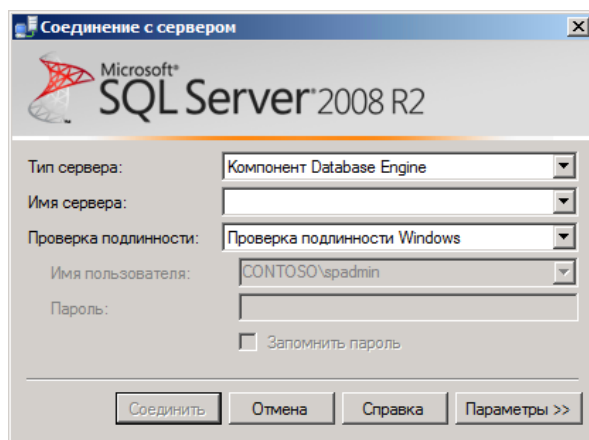 Соединение с сервером
Microsoft®
SQL Server® 2008 R2
Тип сервера: Компонент Database Engine
Имя сервера:
Проверка подлинности: Проверка подлинности Windows
Имя пользователя: CONTOSO\spadmin
Пароль:
Запомнить пароль
Соединить Отмена Справка Параметры >>